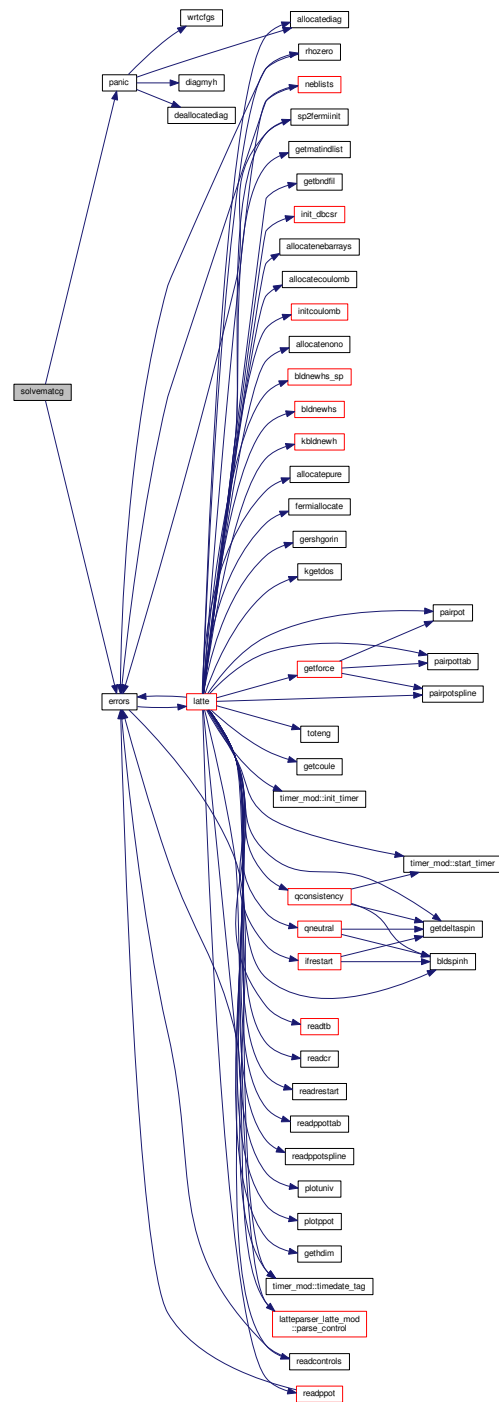 wrtcfgs
allocatediag
rhozero
panic
diagmyh
neblists
deallocatediag
sp2fermiinit
getmatindlist
getbndfil
init_dbcsr
allocatenebarrays
allocatecoulomb
initcoulomb
allocatenono
bldnewhs_sp
solvematcg
bldnewhs
kbldnewh
allocatepure
fermiallocate
gershgorin
kgetdos
pairpot
getforce
pairpottab
pairpotspline
errors
latte
toteng
getcoule
timer_mod::init_timer
timer_mod::start_timer
qconsistency
qneutral
getdeltaspin
ifrestart
bldspinh
readtb
readcr
readrestart
readppottab
readppotspline
plotuniv
plotppot
gethdim
timer_mod::timedate_tag
latteparser_latte_mod
::parse_control
readcontrols
readppot